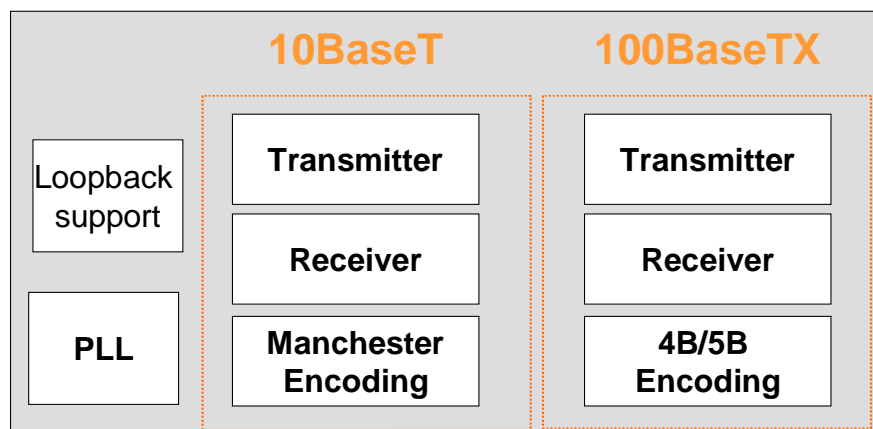 10BaseT
100BaseTX
Loopback
support
PLL
Transmitter
Receiver
Manchester
Encoding
Transmitter
Receiver
4B/5B
Encoding